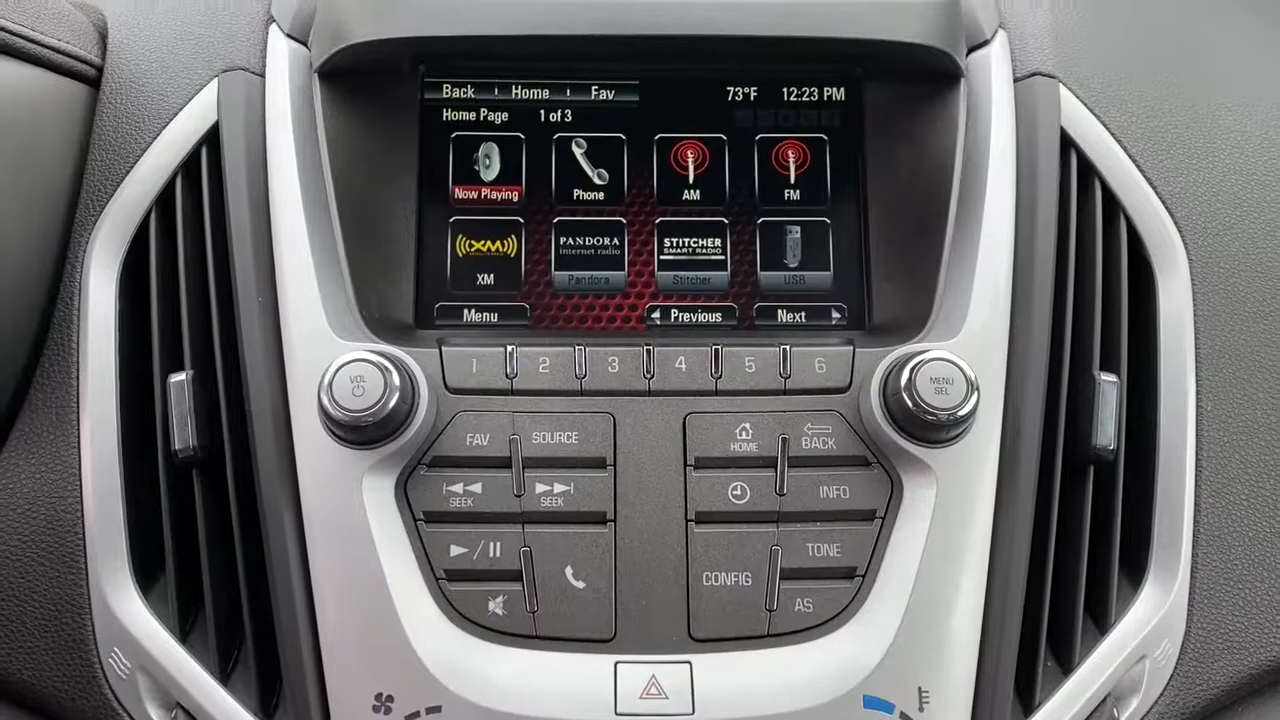 Back Home Fav 73°F 12:23 PM
Home Page 1 of 3
Now Playing Phone AM FM
((XM)) PANDORA STITCHER
SATELLITE RADIO internet radio SMART RADIO
XM Pandora Stitcher USB
Menu Previous Next
1 2 3 4 5 6
VOL MENU
SEL
FAV SOURCE HOME BACK
SEEK SEEK INFO
TONE
CONFIG
AS